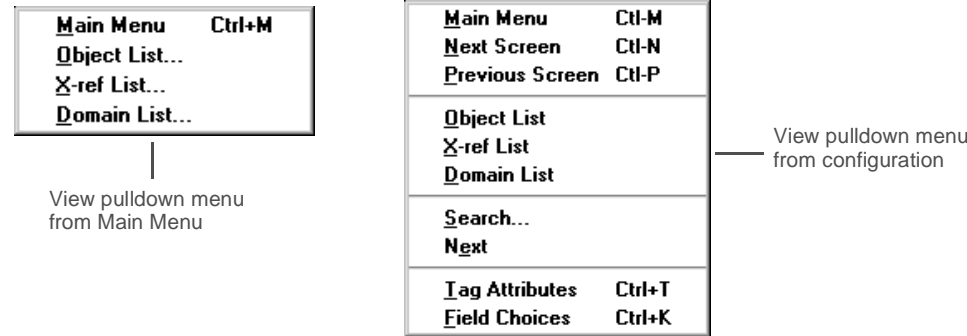 Main Menu Ctrl+M
Object List...
X-ref List...
Domain List...
View pulldown menu
from Main Menu
Main Menu Ctl-M
Next Screen Ctl-N
Previous Screen Ctl-P
Object List
X-ref List
Domain List
Search...
Next
Tag Attributes Ctrl+T
Field Choices Ctrl+K
View pulldown menu
from configuration